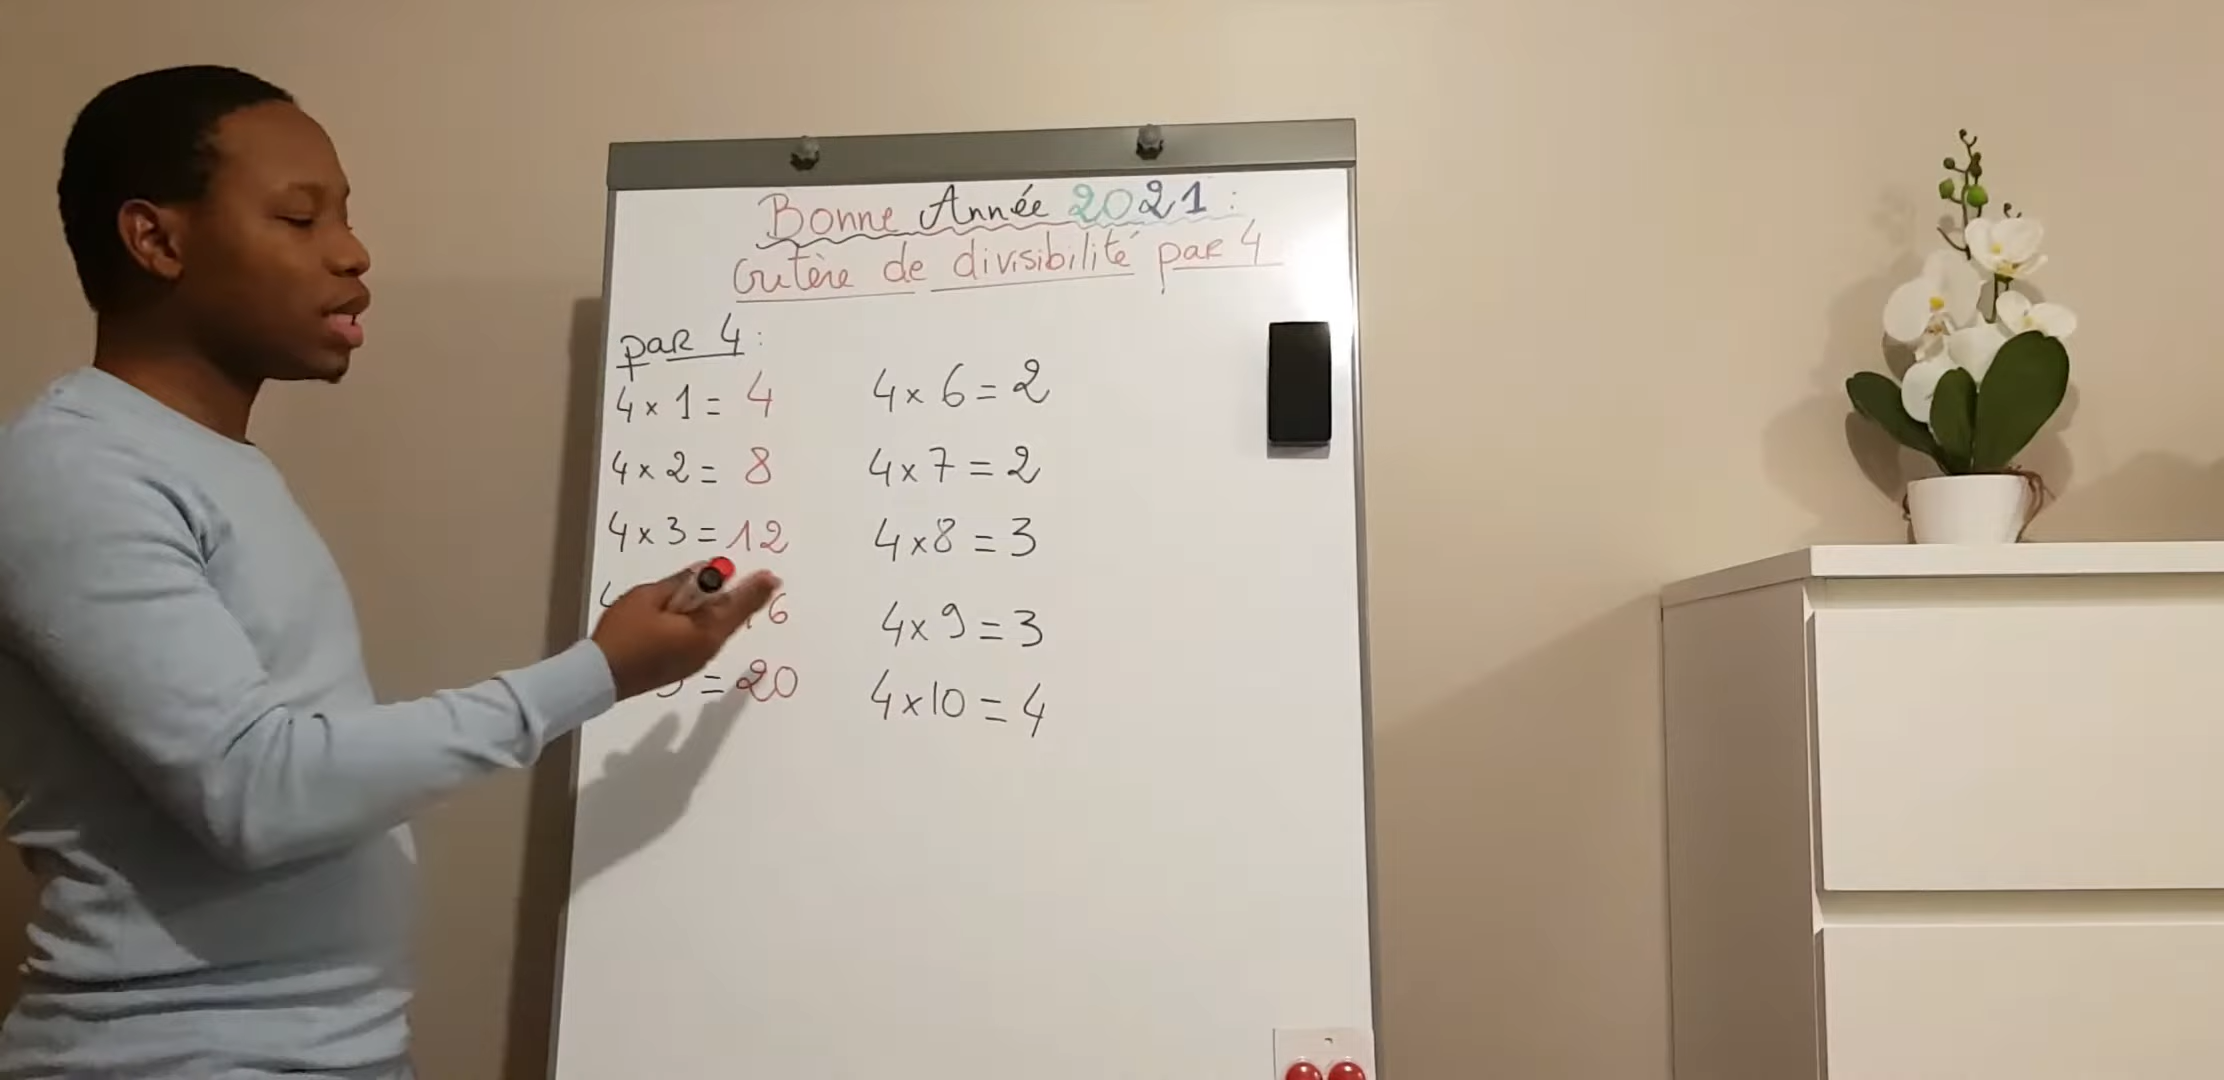 Bonne Année 2021 :
Critère de divisibilité par 4
par 4 :
4 x 1 = 4
4 x 2 = 8
4 x 3 = 12
6
= 20
4 x 6 = 2
4 x 7 = 2
4 x 8 = 3
4 x 9 = 3
4 x 10 = 4